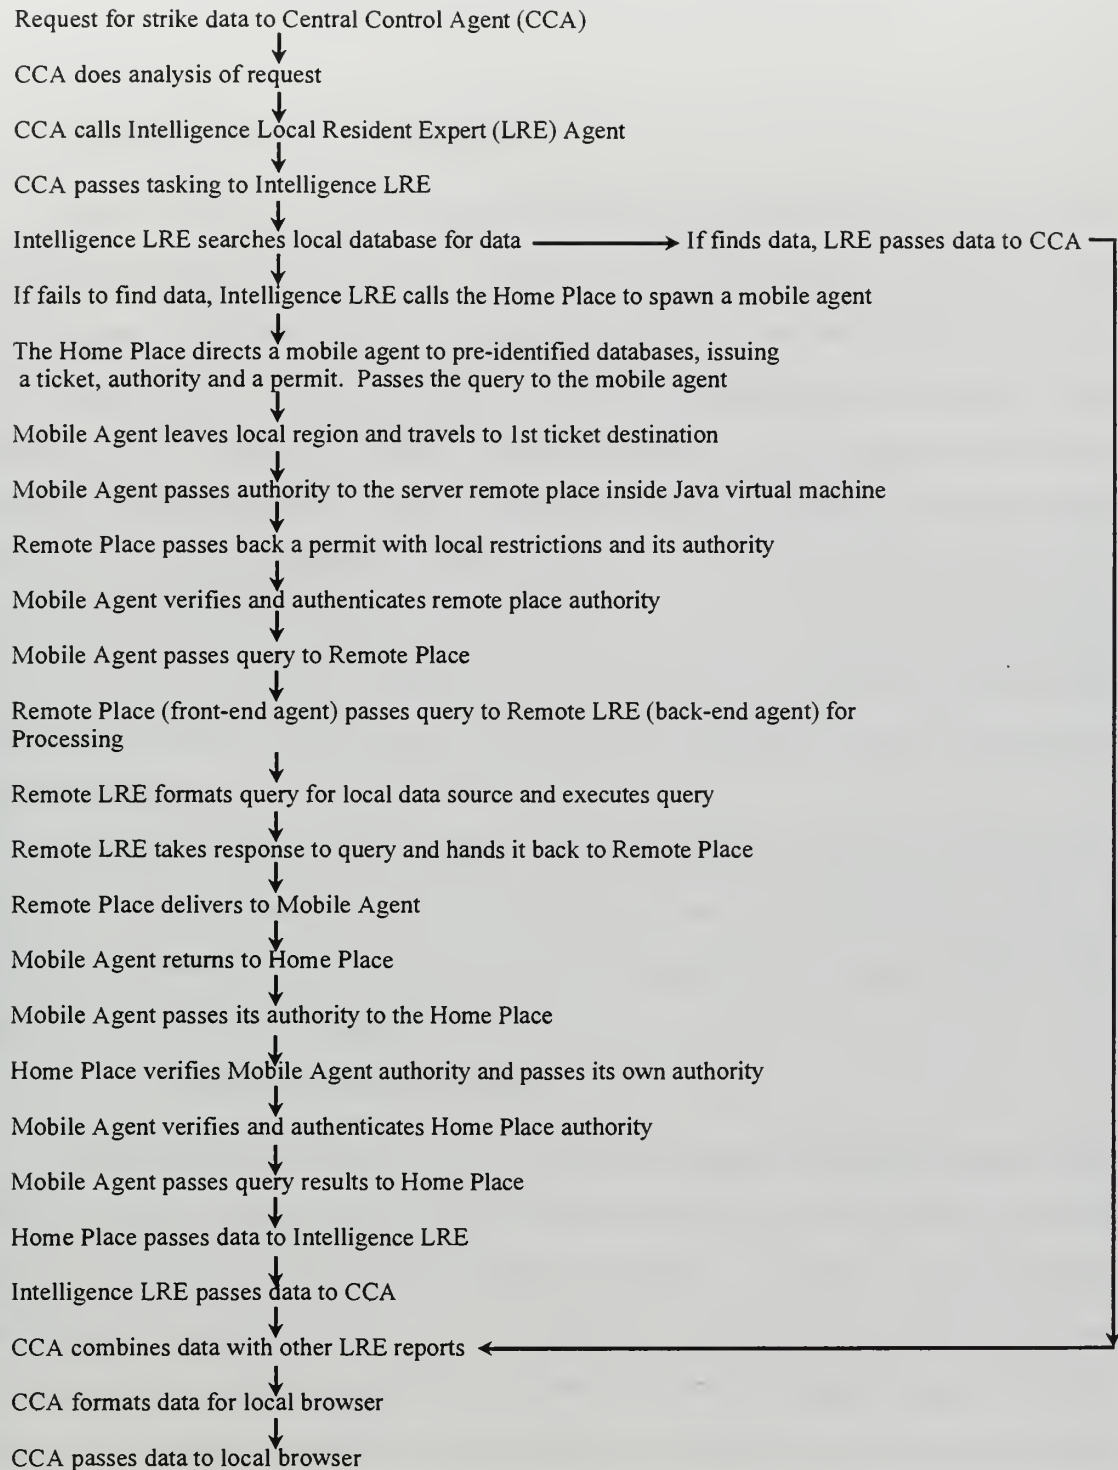 Request for strike data to Central Control Agent (CCA)
CCA does analysis of request
CCA calls Intelligence Local Resident Expert (LRE) Agent
CCA passes tasking to Intelligence LRE
Intelligence LRE searches local database for data
If finds data, LRE passes data to CCA
If fails to find data, Intelligence LRE calls the Home Place to spawn a mobile agent
The Home Place directs a mobile agent to pre-identified databases, issuing
a ticket, authority and a permit. Passes the query to the mobile agent
Mobile Agent leaves local region and travels to 1st ticket destination
Mobile Agent passes authority to the server remote place inside Java virtual machine
Remote Place passes back a permit with local restrictions and its authority
Mobile Agent verifies and authenticates remote place authority
Mobile Agent passes query to Remote Place
Remote Place (front-end agent) passes query to Remote LRE (back-end agent) for
Processing
Remote LRE formats query for local data source and executes query
Remote LRE takes response to query and hands it back to Remote Place
Remote Place delivers to Mobile Agent
Mobile Agent returns to Home Place
Mobile Agent passes its authority to the Home Place
Home Place verifies Mobile Agent authority and passes its own authority
Mobile Agent verifies and authenticates Home Place authority
Mobile Agent passes query results to Home Place
Home Place passes data to Intelligence LRE
Intelligence LRE passes data to CCA
CCA combines data with other LRE reports
CCA formats data for local browser
CCA passes data to local browser